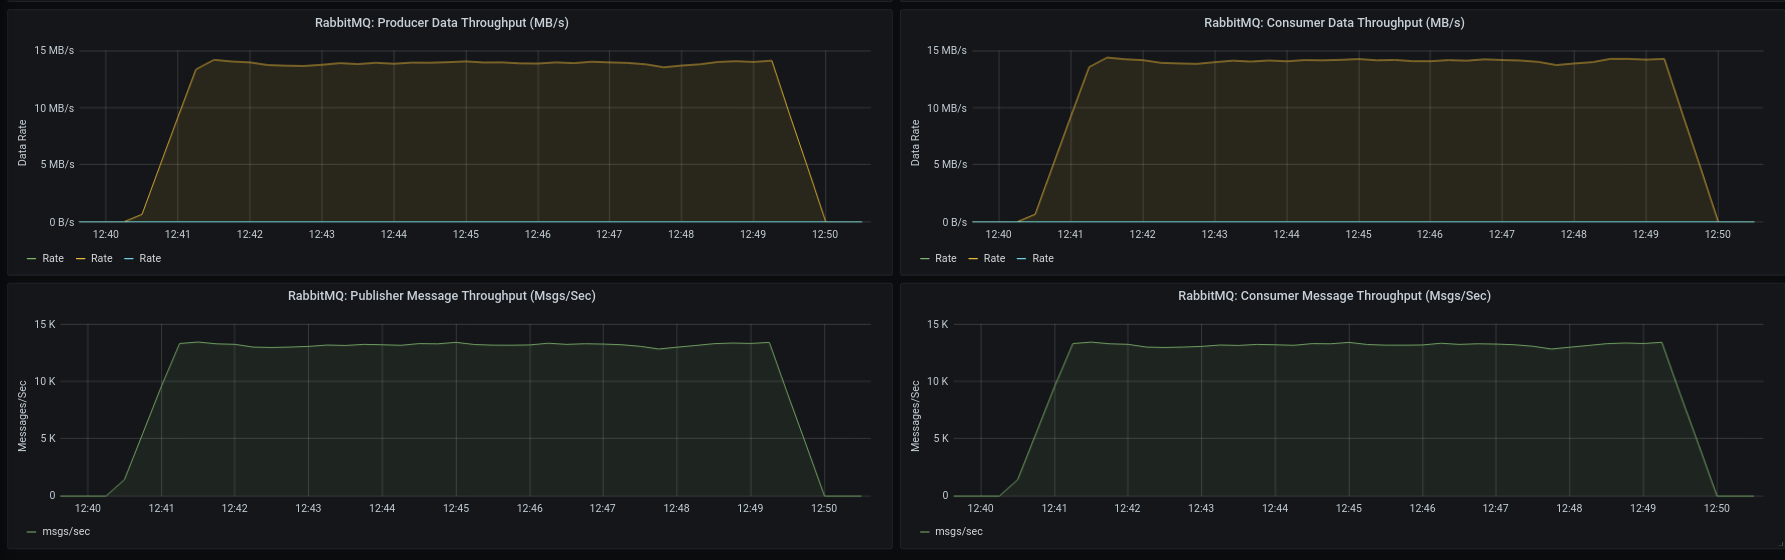 RabbitMQ: Producer Data Throughput (MB/s)
Data Rate
15 MB/s
10 MB/s
5 MB/s
0 B/s
12:40 12:41 12:42 12:43 12:44 12:45 12:46 12:47 12:48 12:49 12:50
Rate Rate Rate
RabbitMQ: Consumer Data Throughput (MB/s)
Data Rate
15 MB/s
10 MB/s
5 MB/s
0 B/s
12:40 12:41 12:42 12:43 12:44 12:45 12:46 12:47 12:48 12:49 12:50
Rate Rate Rate
RabbitMQ: Publisher Message Throughput (Msgs/Sec)
Messages/Sec
15 K
10 K
5 K
0
12:40 12:41 12:42 12:43 12:44 12:45 12:46 12:47 12:48 12:49 12:50
msgs/sec
RabbitMQ: Consumer Message Throughput (Msgs/Sec)
Messages/Sec
15 K
10 K
5 K
0
12:40 12:41 12:42 12:43 12:44 12:45 12:46 12:47 12:48 12:49 12:50
msgs/sec